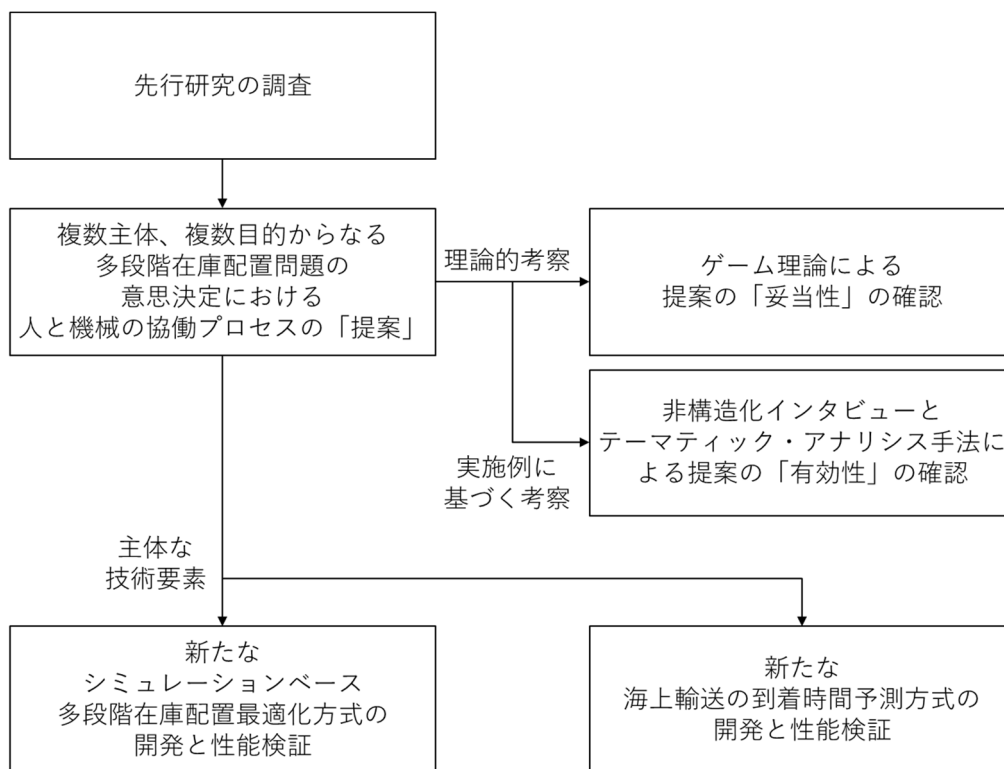 先行研究の調査
複数主体、複数目的からなる
多段階在庫配置問題の
意思決定における
人と機械の協働プロセスの「提案」
理論的考察
ゲーム理論による
提案の「妥当性」の確認
非構造化インタビューと
テーマティック・アナリシス手法に
よる提案の「有効性」の確認
実施例に
基づく考察
主体な
技術要素
新たな
シミュレーションベース
多段階在庫配置最適化方式の
開発と性能検証
新たな
海上輸送の到着時間予測方式の
開発と性能検証